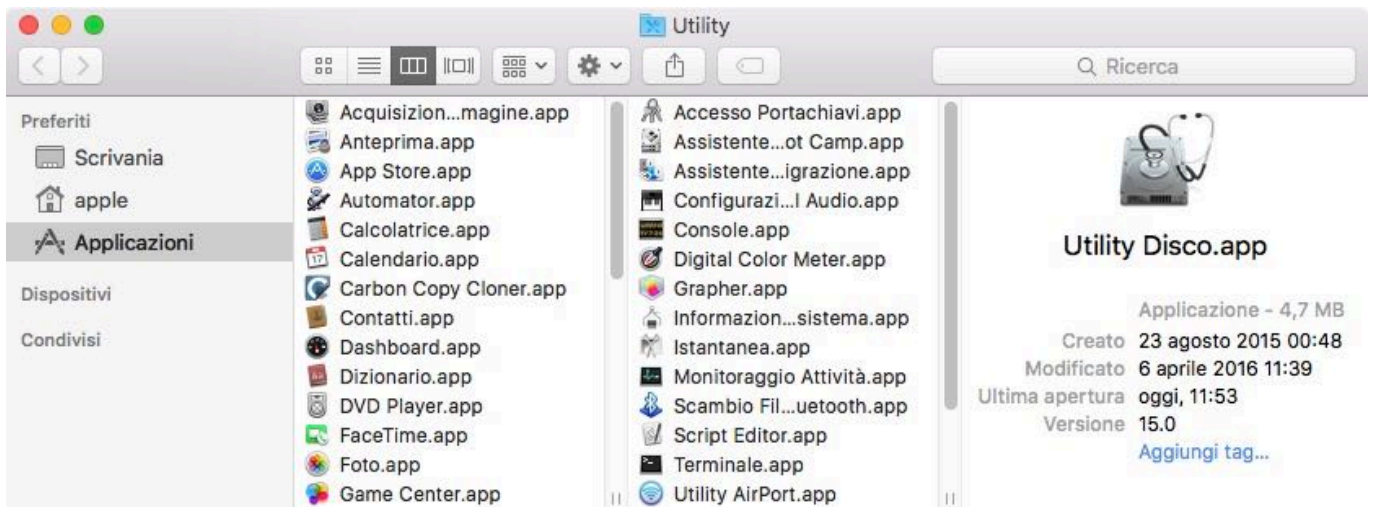 Utility
Ricerca
Preferiti
Scrivania
apple
Applicazioni
Dispositivi
Condivisi
Acquisizion...magine.app
Anteprima.app
App Store.app
Automator.app
Calcolatrice.app
Calendario.app
Carbon Copy Cloner.app
Contatti.app
Dashboard.app
Dizionario.app
DVD Player.app
FaceTime.app
Foto.app
Game Center.app
Accesso Portachiavi.app
Assistente...ot Camp.app
Assistente...igrazione.app
Configurazi...l Audio.app
Console.app
Digital Color Meter.app
Grapher.app
Informazion...sistema.app
Istantanea.app
Monitoraggio Attività.app
Scambio Fil...uetooth.app
Script Editor.app
Terminale.app
Utility AirPort.app
Utility Disco.app
Applicazione - 4,7 MB
Creato 23 agosto 2015 00:48
Modificato 6 aprile 2016 11:39
Ultima apertura oggi, 11:53
Versione 15.0
Aggiungi tag...